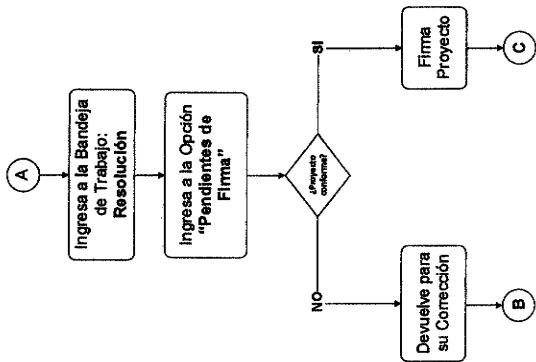 A
Ingresa a la Bandeja
de Trabajo:
Resolución
Ingresa a la Opción
"Pendientes de
Firma"
¿Proyecto
conforme?
NO
SI
Devuelve para
su Corrección
Firma
Proyecto
B
C